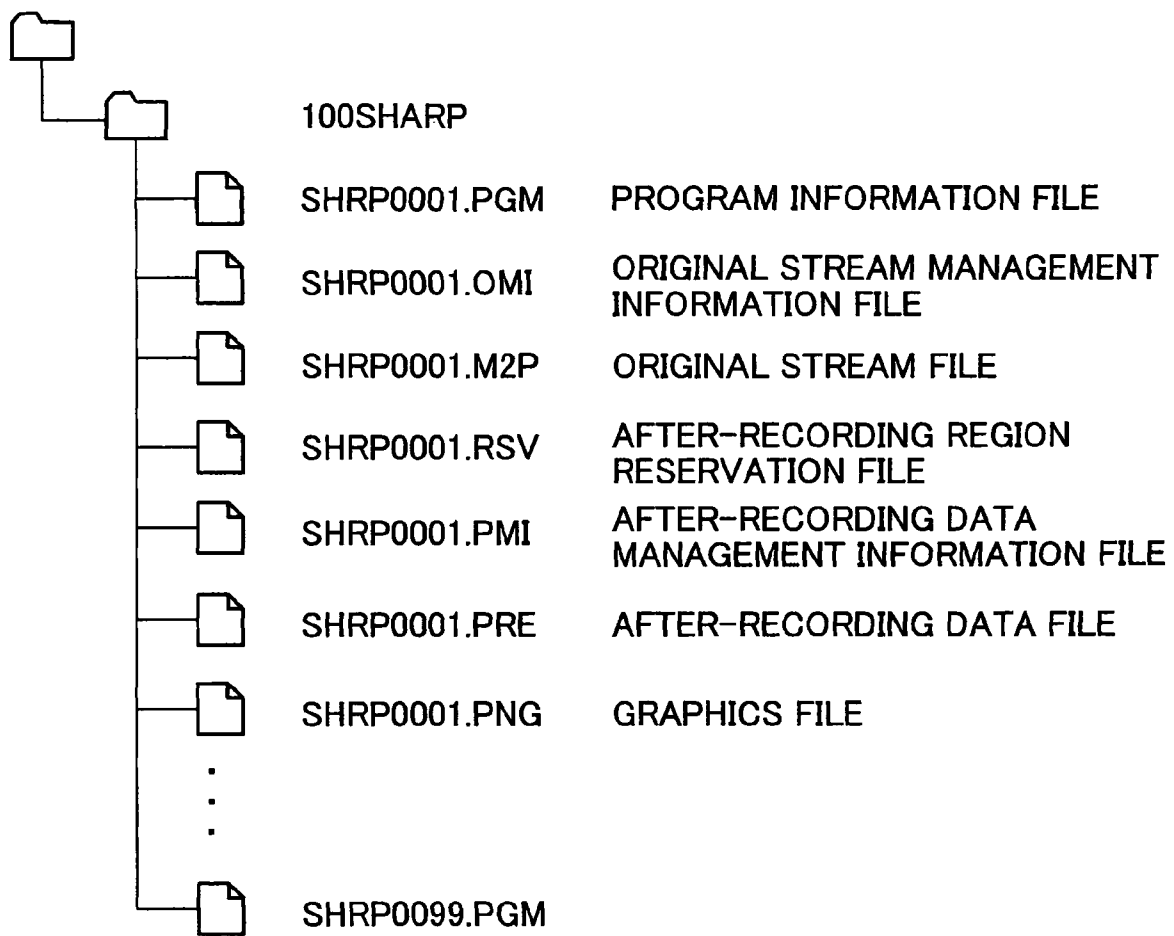 100SHARP
SHRP0001.PGM PROGRAM INFORMATION FILE
SHRP0001.OMI ORIGINAL STREAM MANAGEMENT
INFORMATION FILE
SHRP0001.M2P ORIGINAL STREAM FILE
SHRP0001.RSV AFTER-RECORDING REGION
RESERVATION FILE
SHRP0001.PMI AFTER-RECORDING DATA
MANAGEMENT INFORMATION FILE
SHRP0001.PRE AFTER-RECORDING DATA FILE
SHRP0001.PNG GRAPHICS FILE
SHRP0099.PGM